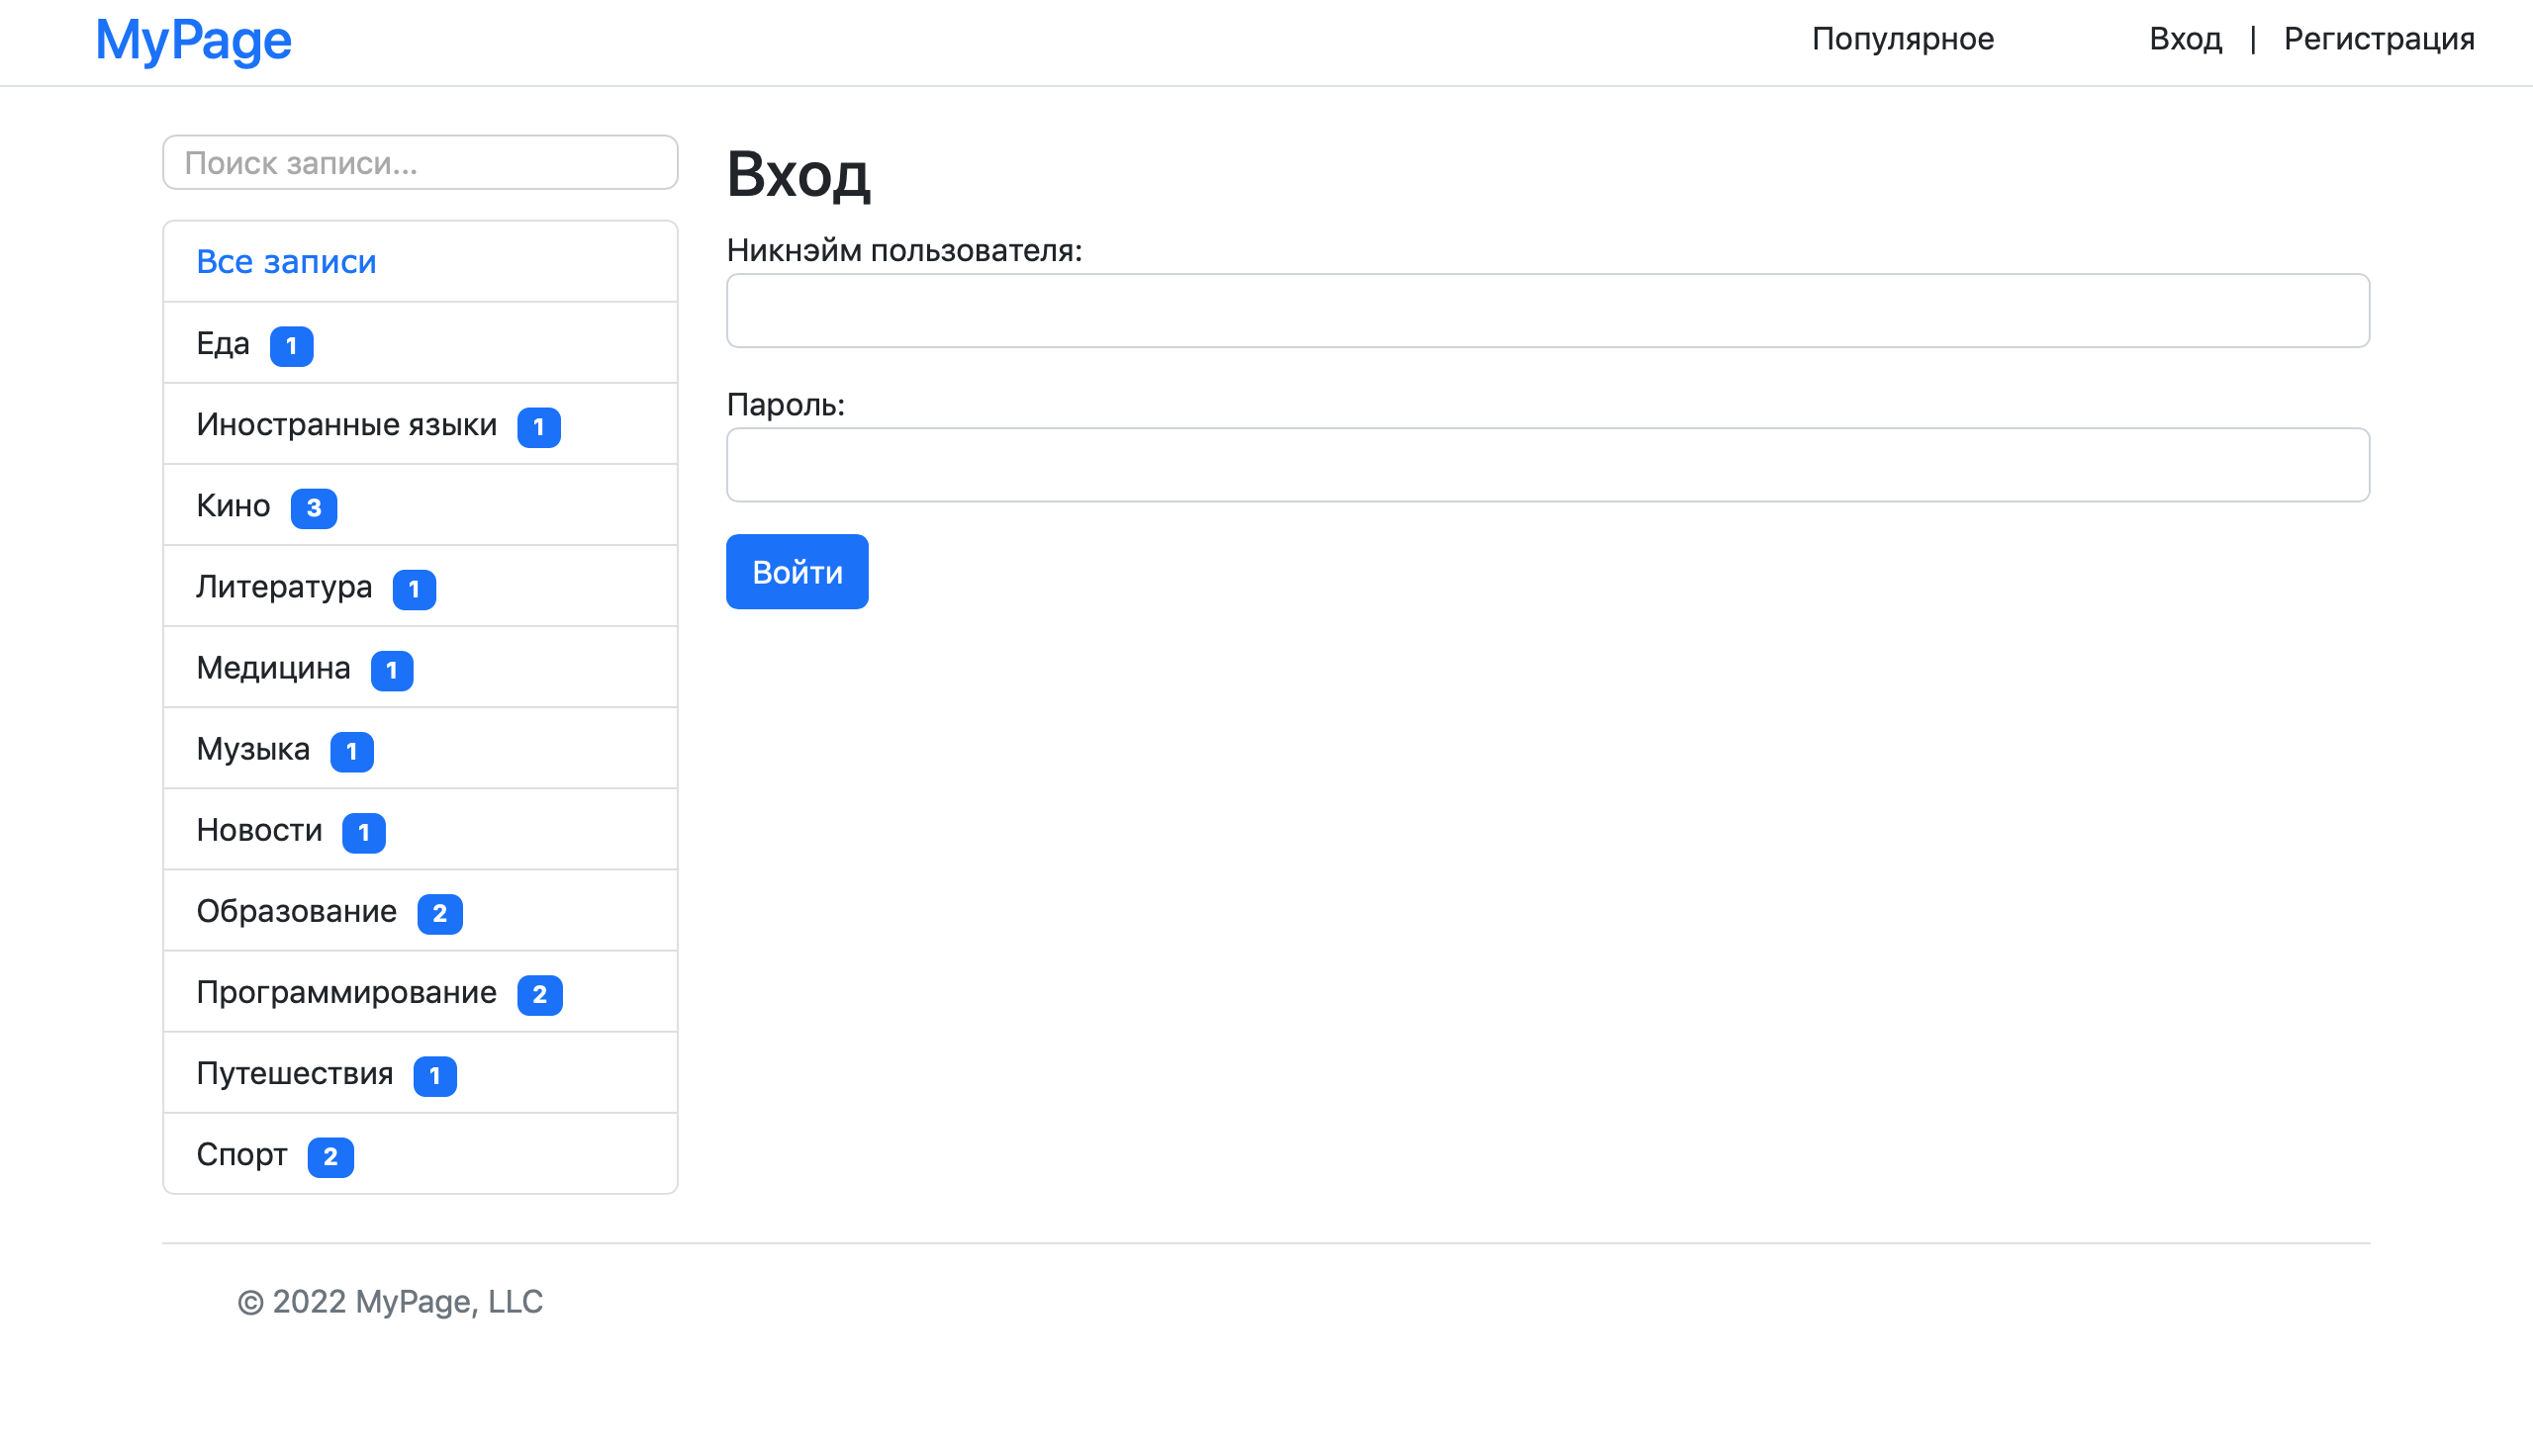 MyPage
Популярное
Вход | Регистрация
Поиск записи...
Все записи
Еда 1
Иностранные языки 1
Кино 3
Литература 1
Медицина 1
Музыка 1
Новости 1
Образование 2
Программирование 2
Путешествия 1
Спорт 2
Вход
Никнэйм пользователя:
Пароль:
Войти
© 2022 MyPage, LLC